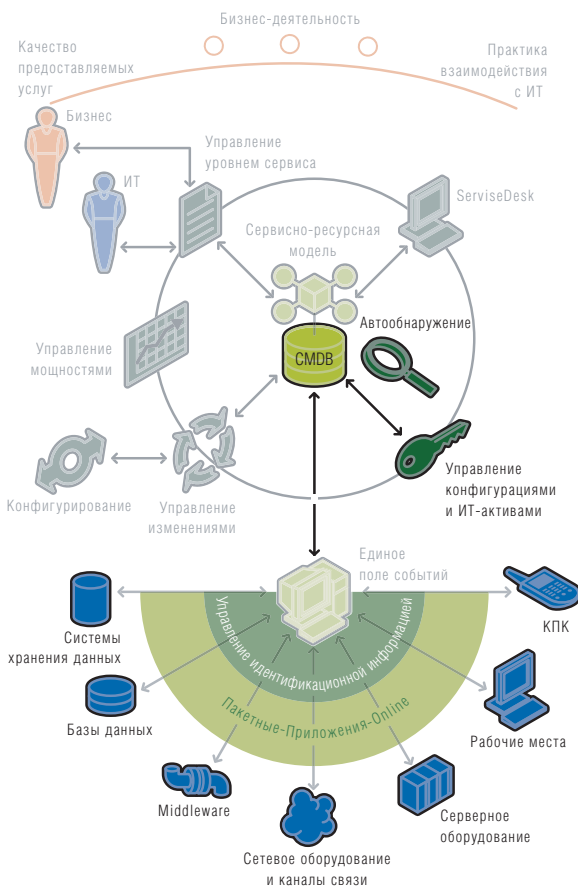 Бизнес-деятельность
Качество
предоставляемых
услуг
Практика
взаимодействия
с ИТ
Бизнес
Управление
уровнем сервиса
ИТ
ServiseDesk
Сервисно-ресурсная
модель
Автообнаружение
CMDB
Управление
мощностями
Управление
конфигурациями
и ИТ-активами
Конфигурирование
Управление
изменениями
Единое
поле событий
Управление идентификационной информацией
Пакетные-Приложения-Online
Системы
хранения данных
КПК
Базы данных
Рабочие места
Middleware
Серверное
оборудование
Сетевое оборудование
и каналы связи